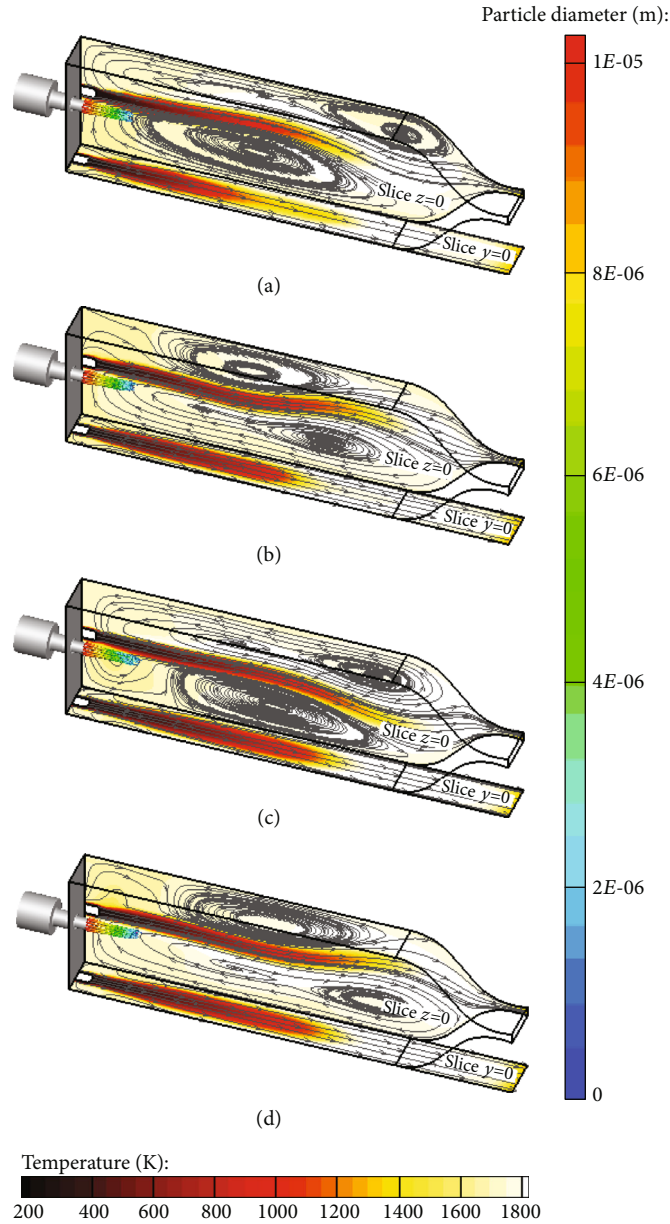 Particle diameter (m):
1E-05
8E-06
6E-06
4E-06
2E-06
0
Slice z=0
Slice y=0
(a)
Slice z=0
Slice y=0
(b)
Slice z=0
Slice y=0
(c)
Slice z=0
Slice y=0
(d)
Temperature (K):
200 400 600 800 1000 1200 1400 1600 1800